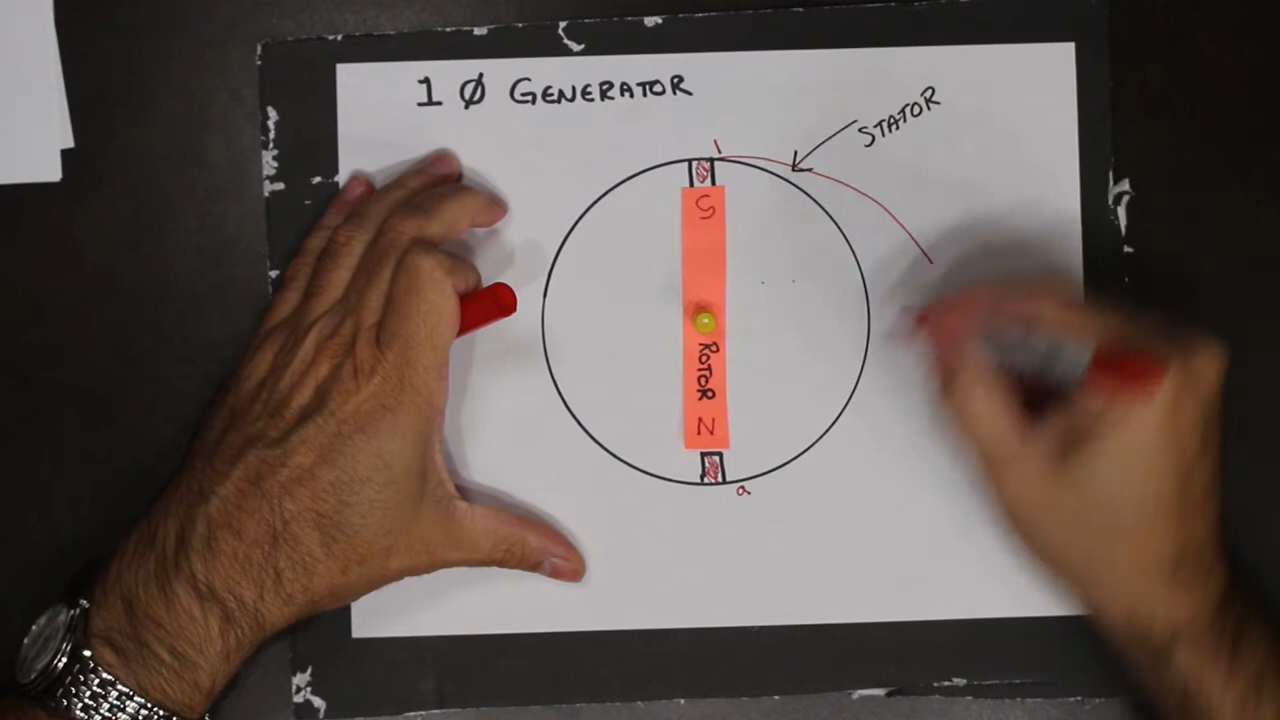 1 Ø GENERATOR
STATOR
1
S
ROTOR
N
a